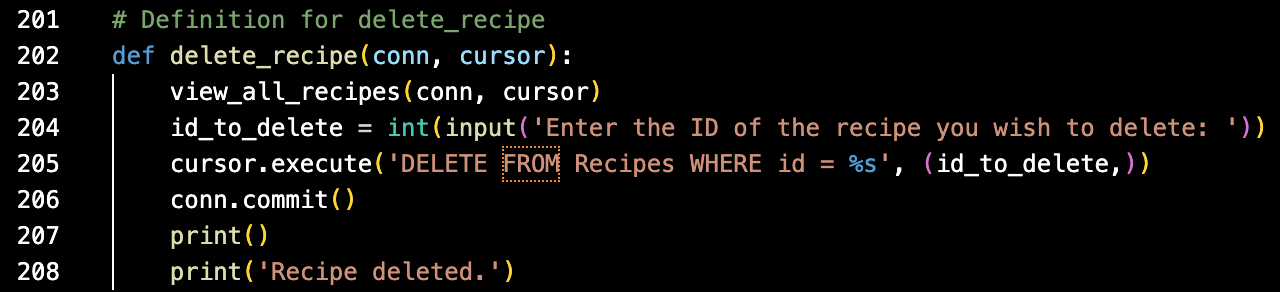 201 # Definition for delete_recipe
202 def delete_recipe(conn, cursor):
203 view_all_recipes(conn, cursor)
204 id_to_delete = int(input('Enter the ID of the recipe you wish to delete: '))
205 cursor.execute('DELETE FROM Recipes WHERE id = %s', (id_to_delete,))
206 conn.commit()
207 print()
208 print('Recipe deleted.')